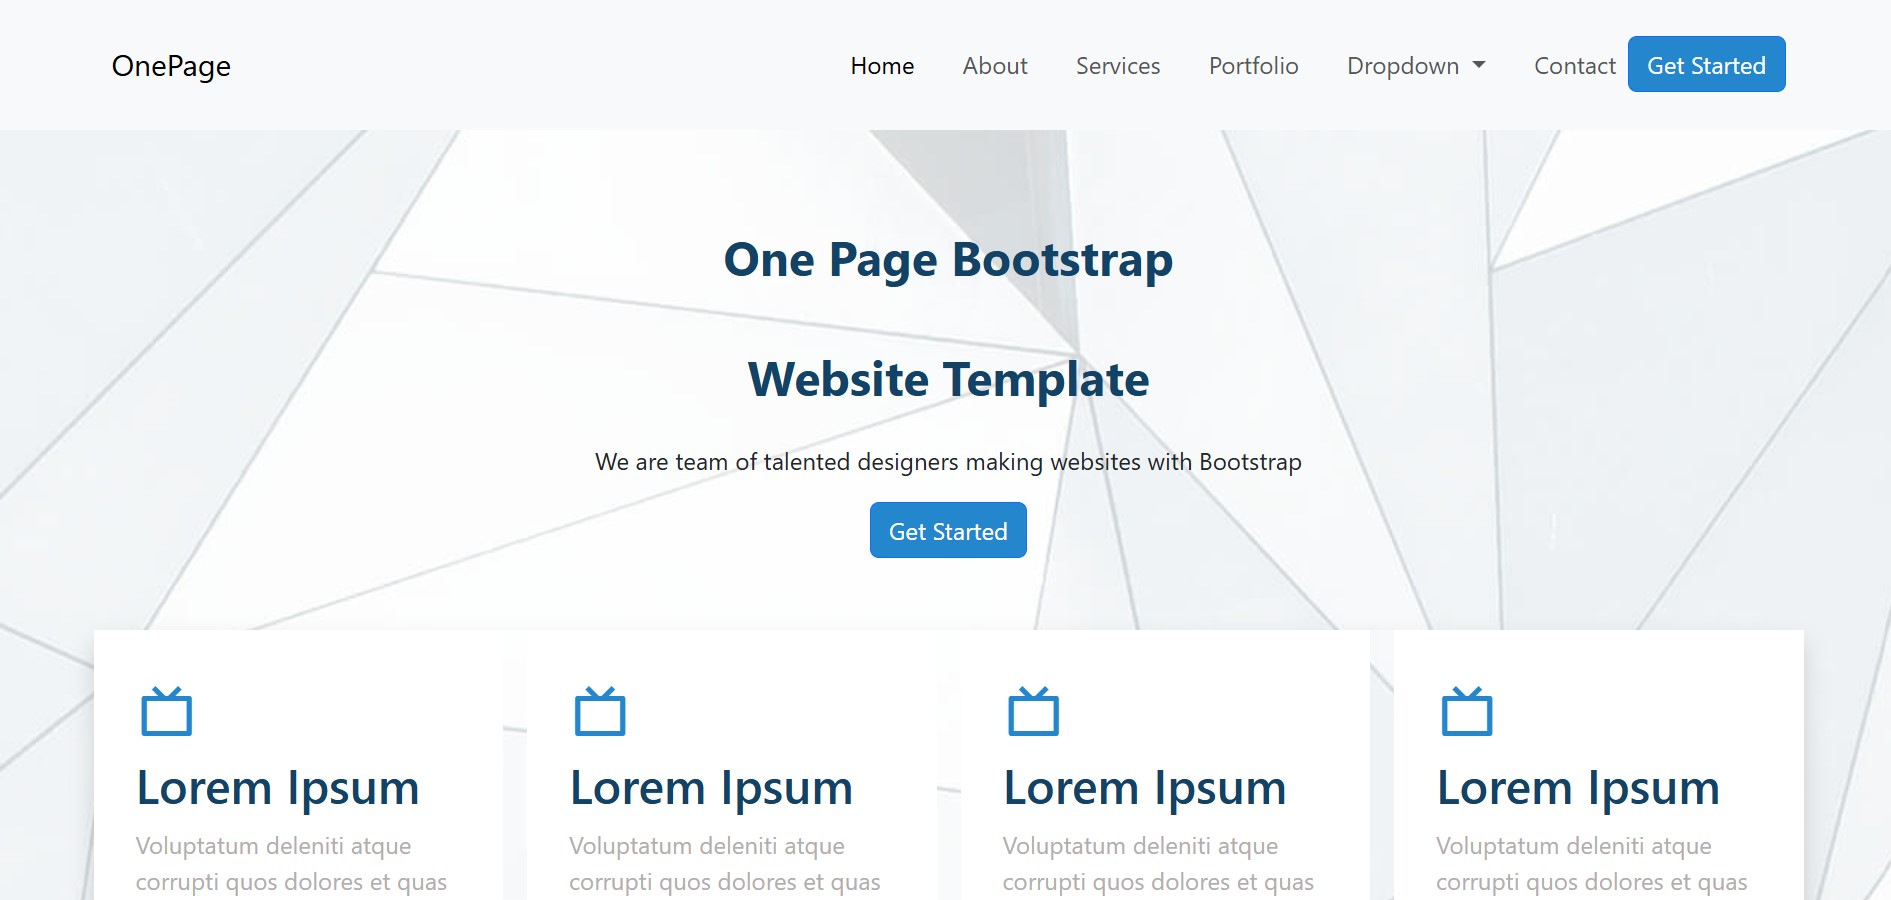 OnePage
Home About Services Portfolio Dropdown Contact Get Started
One Page Bootstrap
Website Template
We are team of talented designers making websites with Bootstrap
Get Started
Lorem Ipsum
Voluptatum deleniti atque
corrupti quos dolores et quas
Lorem Ipsum
Voluptatum deleniti atque
corrupti quos dolores et quas
Lorem Ipsum
Voluptatum deleniti atque
corrupti quos dolores et quas
Lorem Ipsum
Voluptatum deleniti atque
corrupti quos dolores et quas